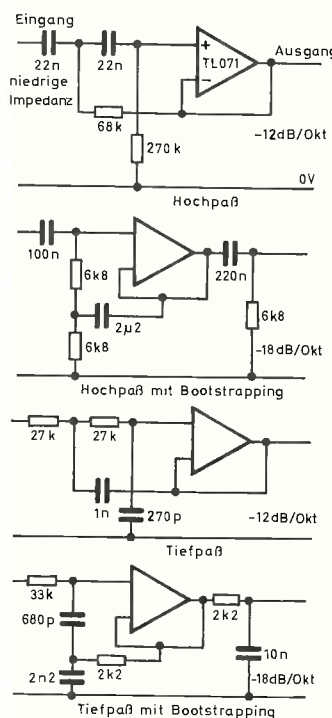 Eingang
22n
22n
niedrige
Impedanz
+
−
TL071
Ausgang
68k
270k
-12dB/Okt
0V
Hochpaß
100n
6k8
2µ2
6k8
220n
6k8
-18dB/Okt
Hochpaß mit Bootstrapping
27k
27k
1n
270p
-12dB/Okt
Tiefpaß
33k
680p
2k2
2n2
2k2
10n
-18dB/Okt
Tiefpaß mit Bootstrapping